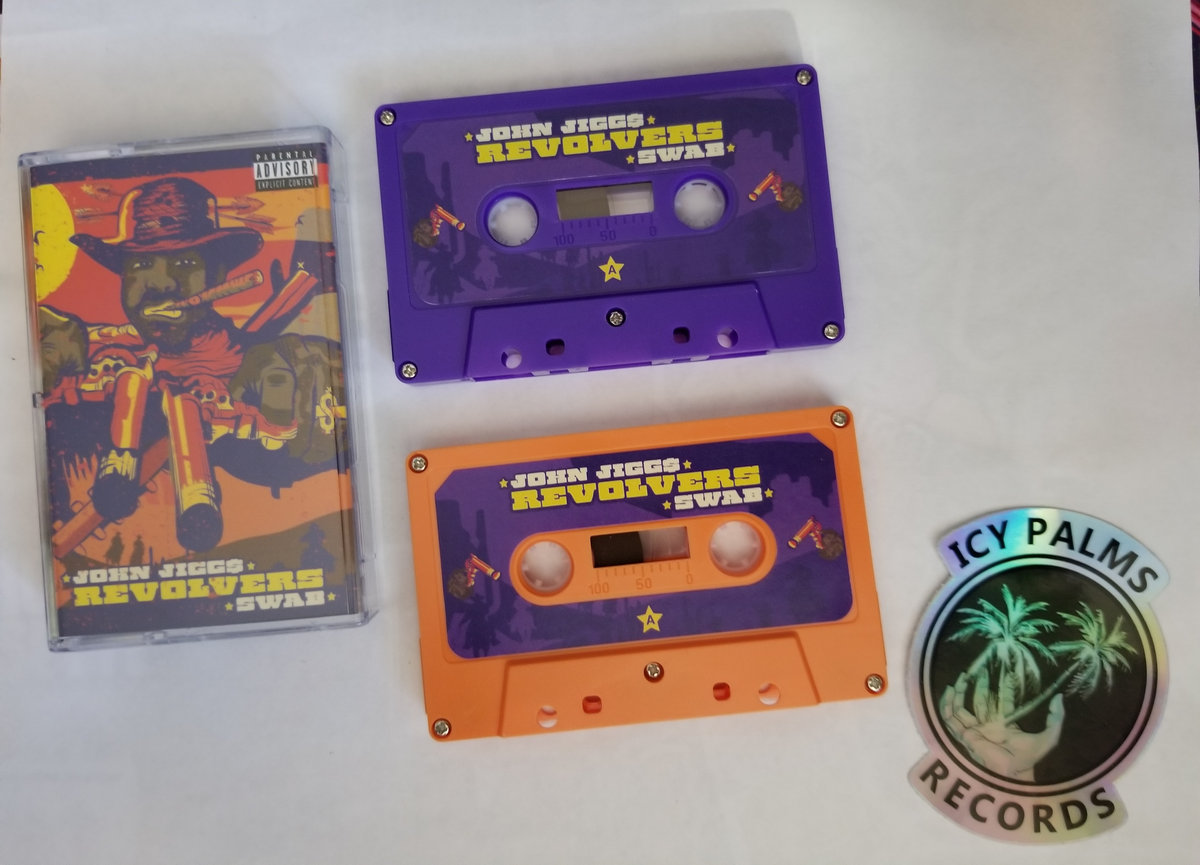 PARENTAL
ADVISORY
EXPLICIT CONTENT
JOHN JIGG$
REVOLVERS
SWAB
JOHN JIGG$
REVOLVERS
SWAB
100 50 0
A
JOHN JIGG$
REVOLVERS
SWAB
100 50 0
A
ICY PALMS
RECORDS